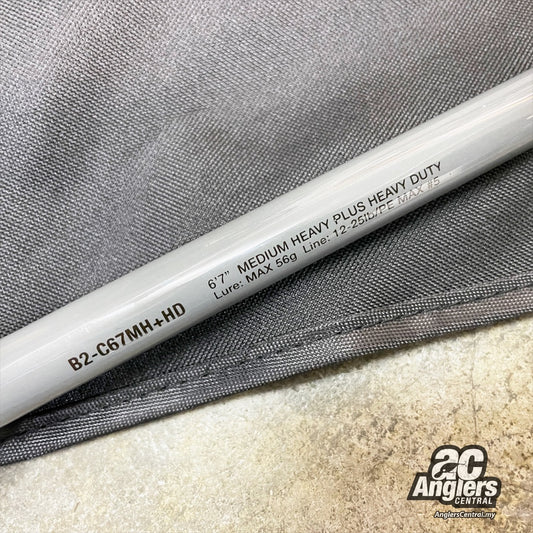 B2-C67MH+HD
6'7" MEDIUM HEAVY PLUS HEAVY DUTY
Lure: MAX 56g Line: 12-25lb/PE MAX #5
AC
Anglers
CENTRAL
AnglersCentral.my